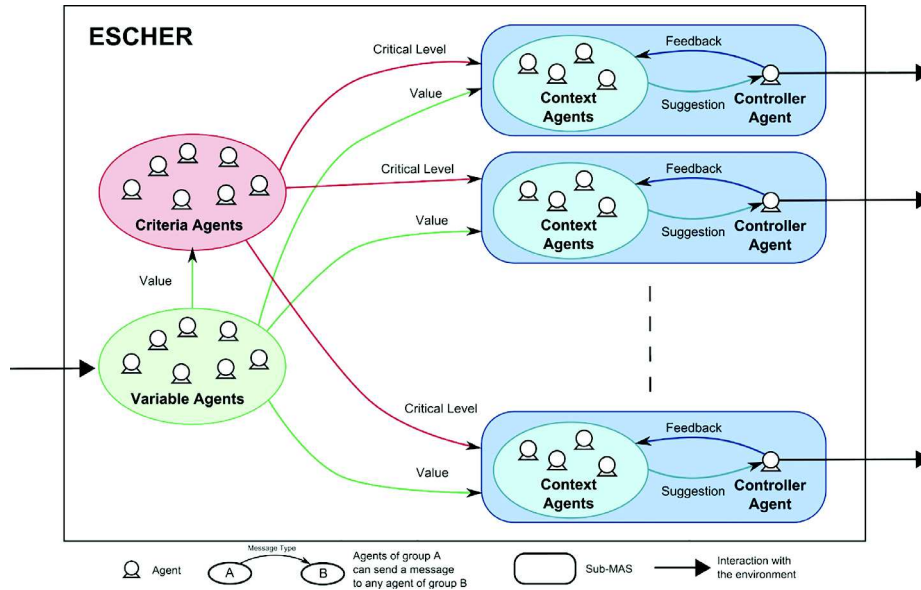 ESCHER
Critical Level
Value
Feedback
Context
Agents
Suggestion
Controller
Agent
Criteria Agents
Critical Level
Value
Feedback
Context
Agents
Suggestion
Controller
Agent
Value
Variable Agents
Critical Level
Value
Feedback
Context
Agents
Suggestion
Controller
Agent
Agent
Message Type
A
B
Agents of group A
can send a message
to any agent of group B
Sub-MAS
Interaction with
the environment